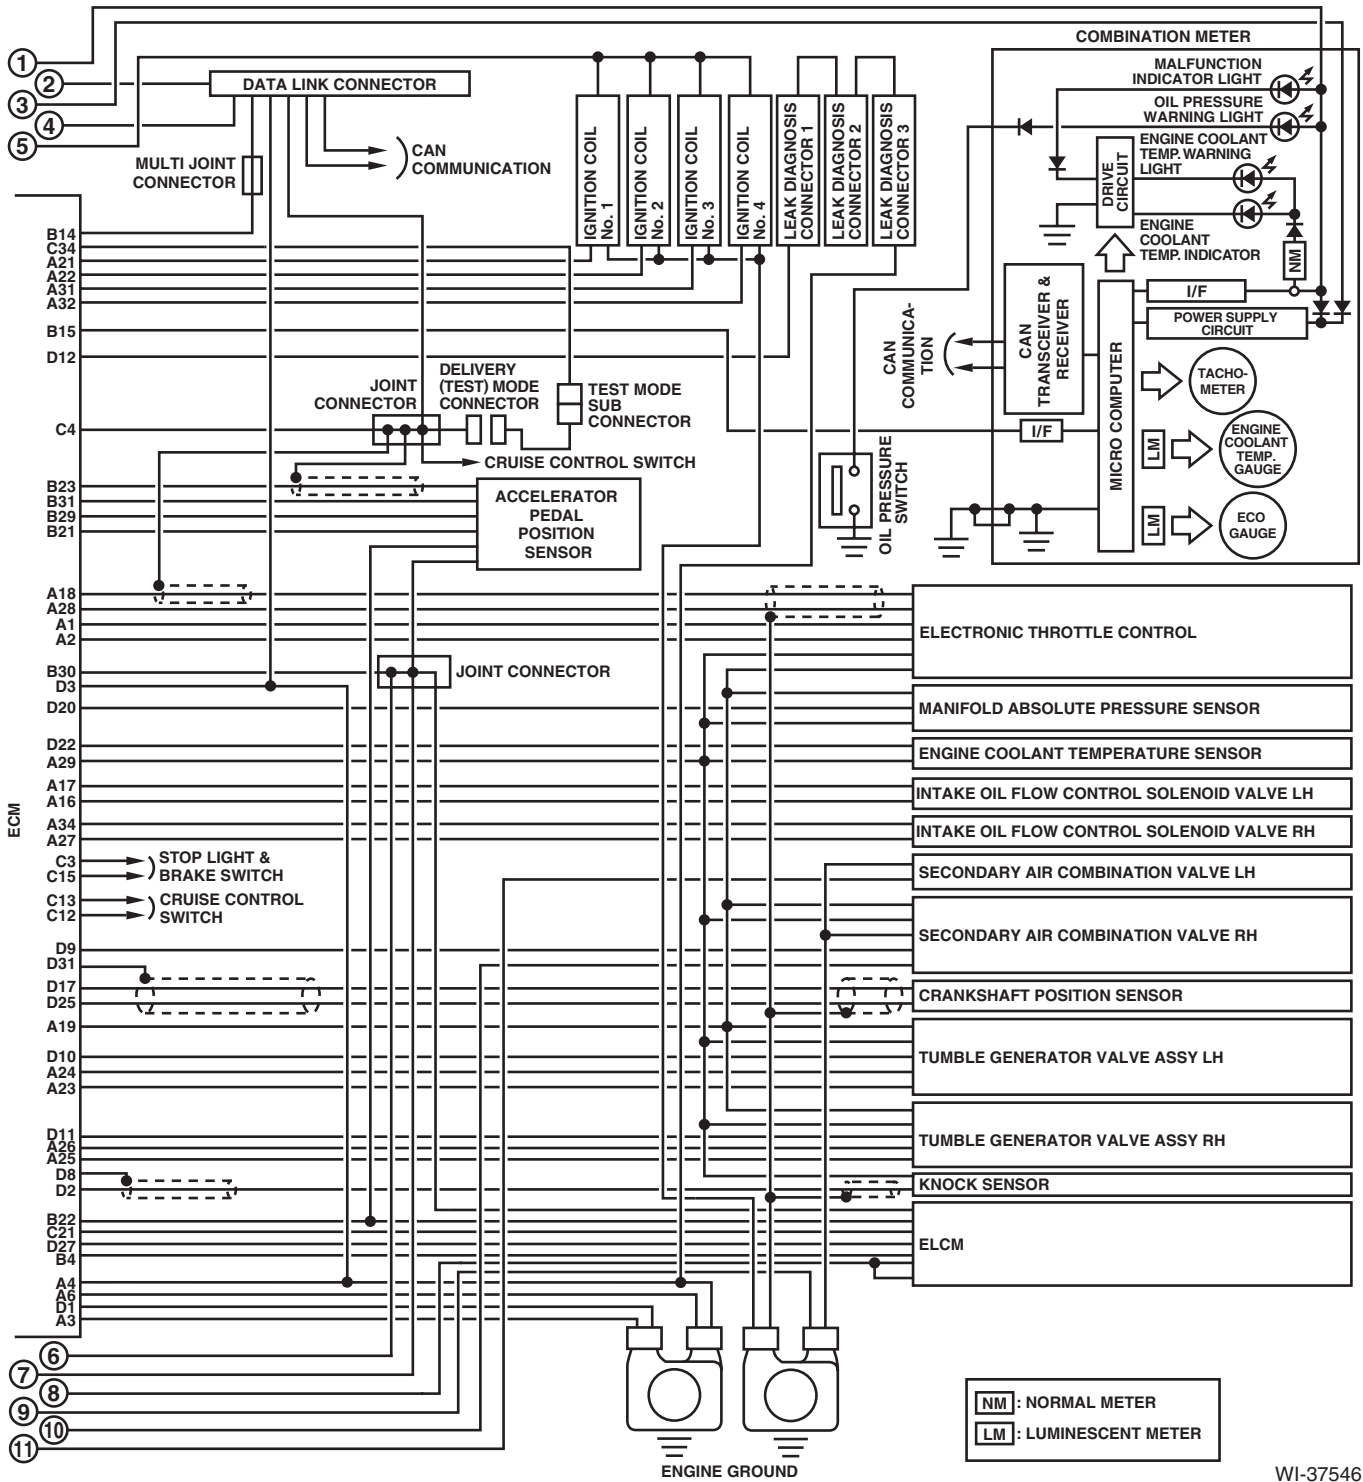 COMBINATION METER
1
MALFUNCTION
INDICATOR LIGHT
2
DATA LINK CONNECTOR
3
OIL PRESSURE
WARNING LIGHT
4
5
CAN
COMMUNICATION
MULTI JOINT
CONNECTOR
IGNITION COIL
No. 1
IGNITION COIL
No. 2
IGNITION COIL
No. 3
IGNITION COIL
No. 4
LEAK DIAGNOSIS
CONNECTOR 1
LEAK DIAGNOSIS
CONNECTOR 2
LEAK DIAGNOSIS
CONNECTOR 3
ENGINE COOLANT
TEMP. WARNING
LIGHT
DRIVE
CIRCUIT
ENGINE
COOLANT
TEMP. INDICATOR
NM
B14
C34
A21
A22
A31
A32
B15
D12
I/F
POWER SUPPLY
CIRCUIT
CAN
TRANSCEIVER &
RECEIVER
CAN
COMMUNICA-
TION
MICRO COMPUTER
TACHO-
METER
JOINT
CONNECTOR
DELIVERY
(TEST) MODE
CONNECTOR
TEST MODE
SUB
CONNECTOR
C4
I/F
LM
ENGINE
COOLANT
TEMP.
GAUGE
CRUISE CONTROL SWITCH
OIL PRESSURE
SWITCH
LM
ECO
GAUGE
B23
B31
B29
B21
ACCELERATOR
PEDAL
POSITION
SENSOR
A18
A28
A1
A2
ELECTRONIC THROTTLE CONTROL
B30
D3
JOINT CONNECTOR
D20
MANIFOLD ABSOLUTE PRESSURE SENSOR
D22
A29
ENGINE COOLANT TEMPERATURE SENSOR
A17
A16
INTAKE OIL FLOW CONTROL SOLENOID VALVE LH
ECM
A34
A27
INTAKE OIL FLOW CONTROL SOLENOID VALVE RH
C3
C15
STOP LIGHT &
BRAKE SWITCH
SECONDARY AIR COMBINATION VALVE LH
C13
C12
CRUISE CONTROL
SWITCH
SECONDARY AIR COMBINATION VALVE RH
D9
D31
D17
D25
CRANKSHAFT POSITION SENSOR
A19
D10
A24
A23
TUMBLE GENERATOR VALVE ASSY LH
D11
A26
A25
TUMBLE GENERATOR VALVE ASSY RH
D8
D2
KNOCK SENSOR
B22
C21
D27
B4
ELCM
A4
A6
D1
A3
6
7
8
9
10
11
ENGINE GROUND
NM : NORMAL METER
LM : LUMINESCENT METER
WI-37546